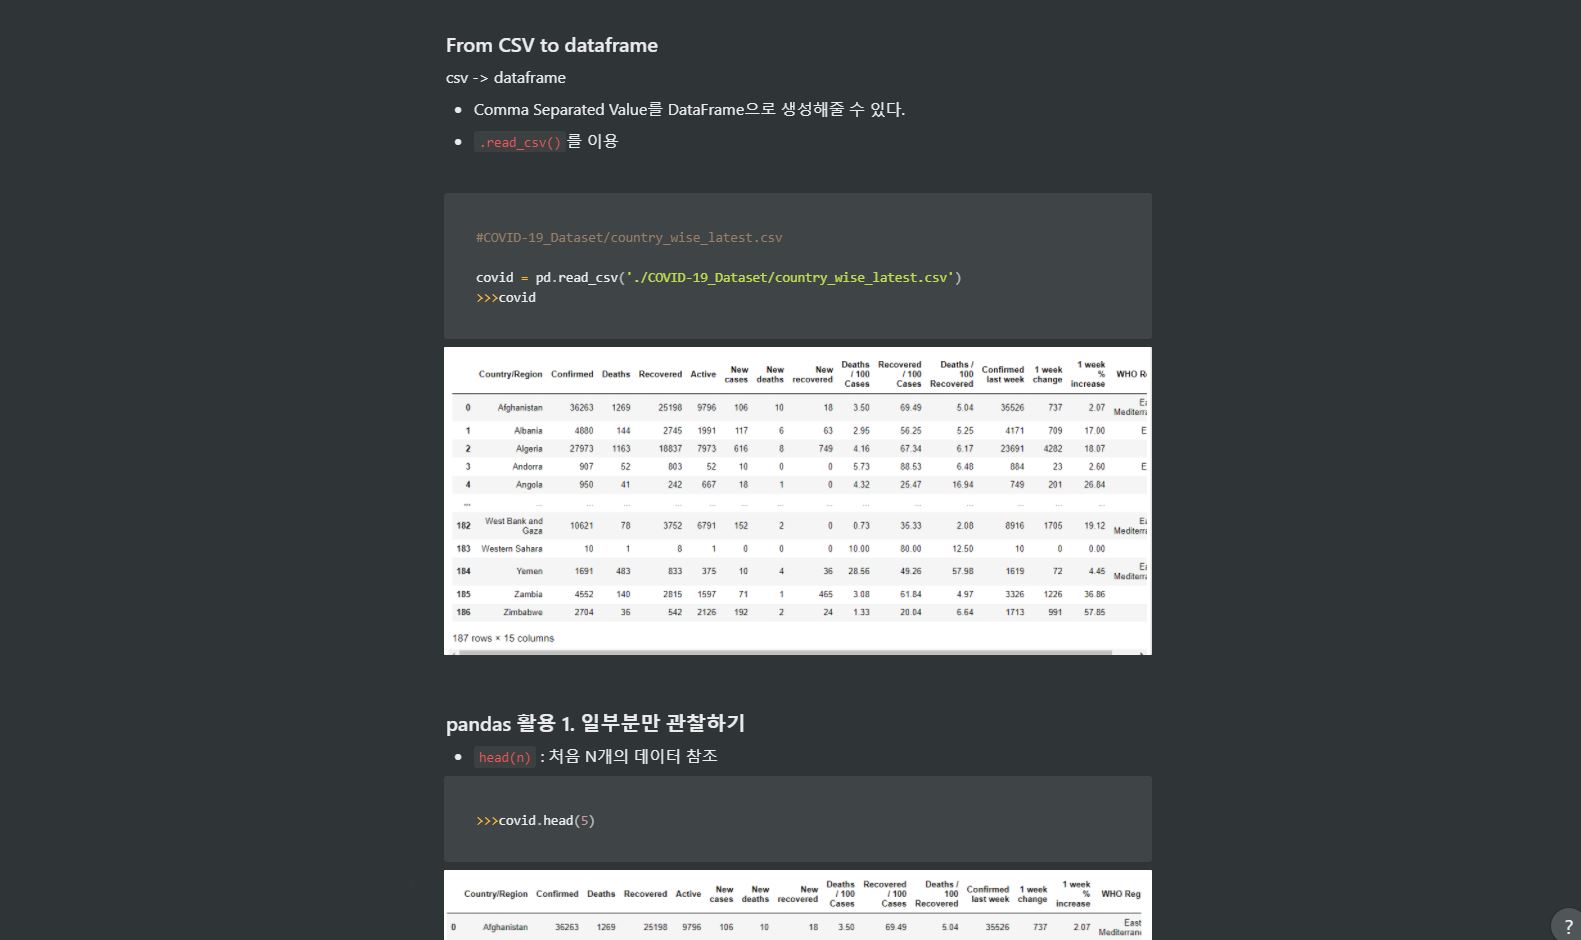 From CSV to dataframe
csv -> dataframe
• Comma Separated Value를 DataFrame으로 생성해줄 수 있다.
• .read_csv() 를 이용
#COVID-19_Dataset/country_wise_latest.csv
covid = pd.read_csv('./COVID-19_Dataset/country_wise_latest.csv')
>>>covid
Country/Region Confirmed Deaths Recovered Active New cases New deaths New recovered Deaths / 100 Cases Recovered / 100 Cases Deaths / 100 Recovered Confirmed last week 1 week change 1 week % increase WHO R
0 Afghanistan 36263 1269 25198 9796 106 10 18 3.50 69.49 5.04 35526 737 2.07 Ea Mediterra
1 Albania 4880 144 2745 1991 117 6 63 2.95 56.25 5.25 4171 709 17.00 E
2 Algeria 27973 1163 18837 7973 616 8 749 4.16 67.34 6.17 23691 4282 18.07
3 Andorra 907 52 803 52 10 0 0 5.73 88.53 6.48 884 23 2.60 E
4 Angola 950 41 242 667 18 1 0 4.32 25.47 16.94 749 201 26.84
... ... ... ... ... ... ... ... ... ... ... ... ... ... ...
182 West Bank and Gaza 10621 78 3752 6791 152 2 0 0.73 35.33 2.08 8916 1705 19.12 Ea Mediterra
183 Western Sahara 10 1 8 1 0 0 0 10.00 80.00 12.50 10 0 0.00
184 Yemen 1691 483 833 375 10 4 36 28.56 49.26 57.98 1619 72 4.45 Ea Mediterra
185 Zambia 4552 140 2815 1597 71 1 465 3.08 61.84 4.97 3326 1226 36.86
186 Zimbabwe 2704 36 542 2126 192 2 24 1.33 20.04 6.64 1713 991 57.85
187 rows × 15 columns
pandas 활용 1. 일부분만 관찰하기
• head(n) : 처음 N개의 데이터 참조
>>>covid.head(5)
Country/Region Confirmed Deaths Recovered Active New cases New deaths New recovered Deaths / 100 Cases Recovered / 100 Cases Deaths / 100 Recovered Confirmed last week 1 week change 1 week % increase WHO Reg
0 Afghanistan 36263 1269 25198 9796 106 10 18 3.50 69.49 5.04 35526 737 2.07 East Mediterrane
?